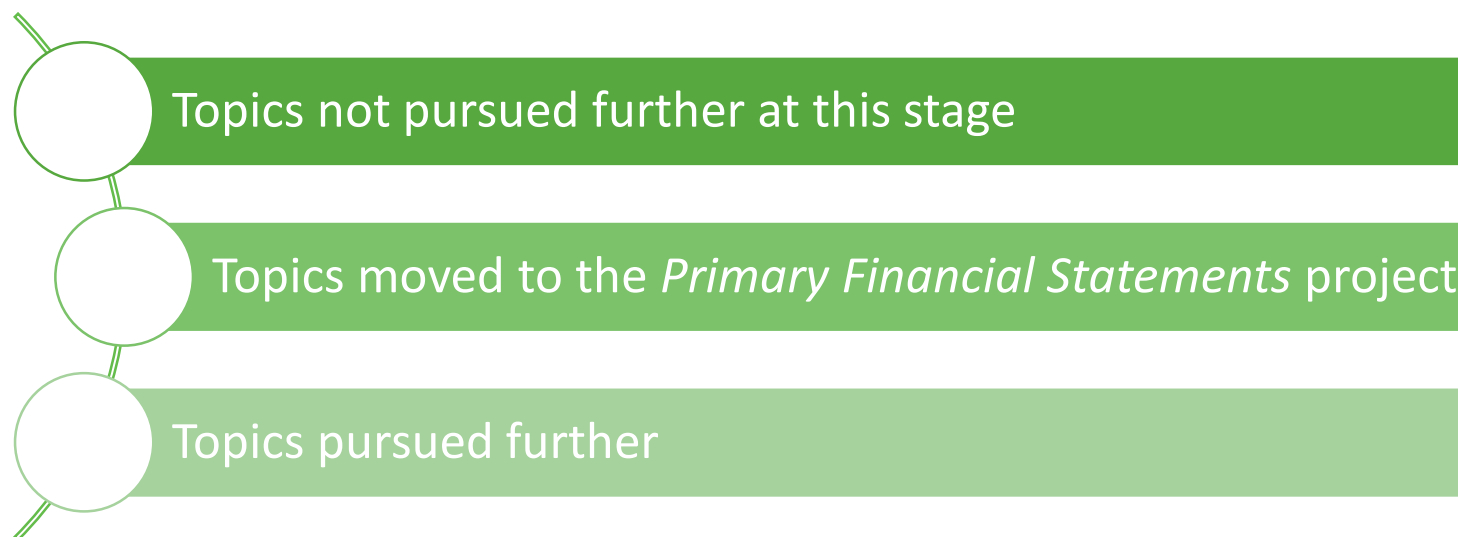 Topics not pursued further at this stage
Topics moved to the Primary Financial Statements project
Topics pursued further